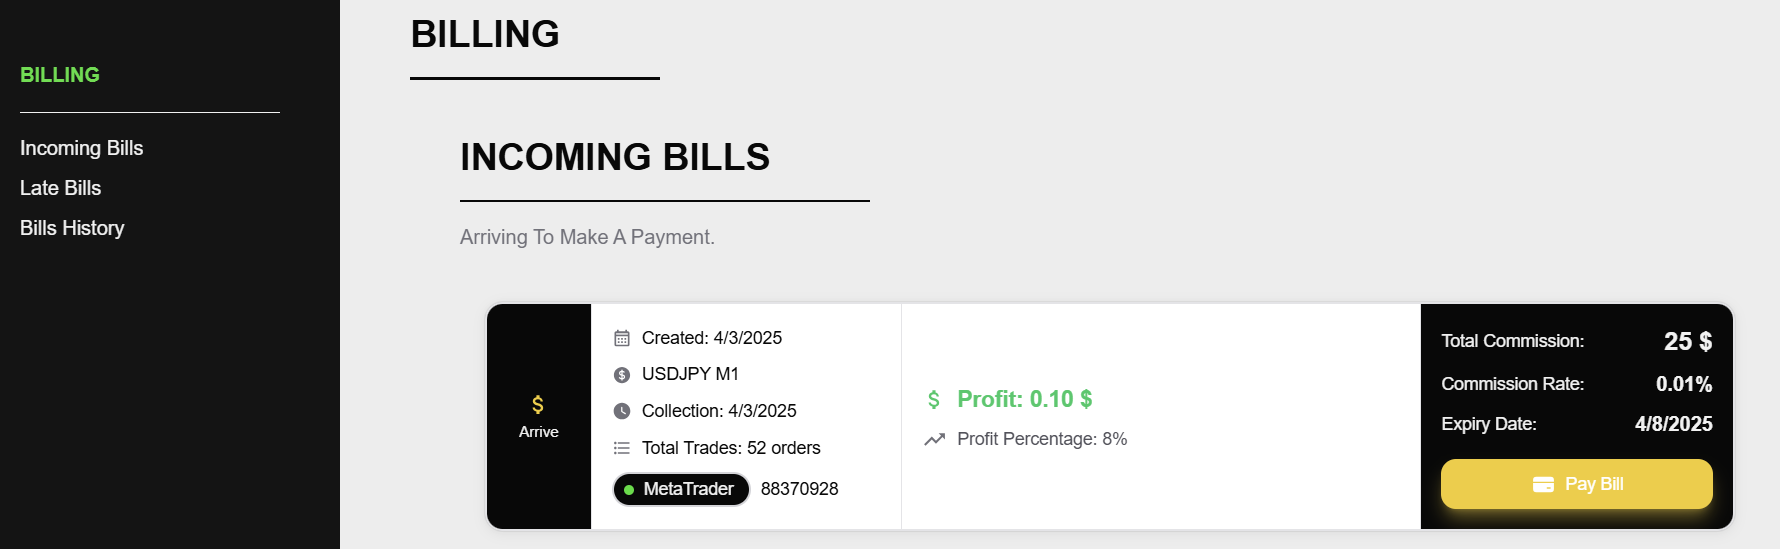 BILLING
Incoming Bills
Late Bills
Bills History
BILLING
INCOMING BILLS
Arriving To Make A Payment.
$
Arrive
Created: 4/3/2025
USDJPY M1
Collection: 4/3/2025
Total Trades: 52 orders
MetaTrader 88370928
$ Profit: 0.10 $
Profit Percentage: 8%
Total Commission: 25 $
Commission Rate: 0.01%
Expiry Date: 4/8/2025
Pay Bill